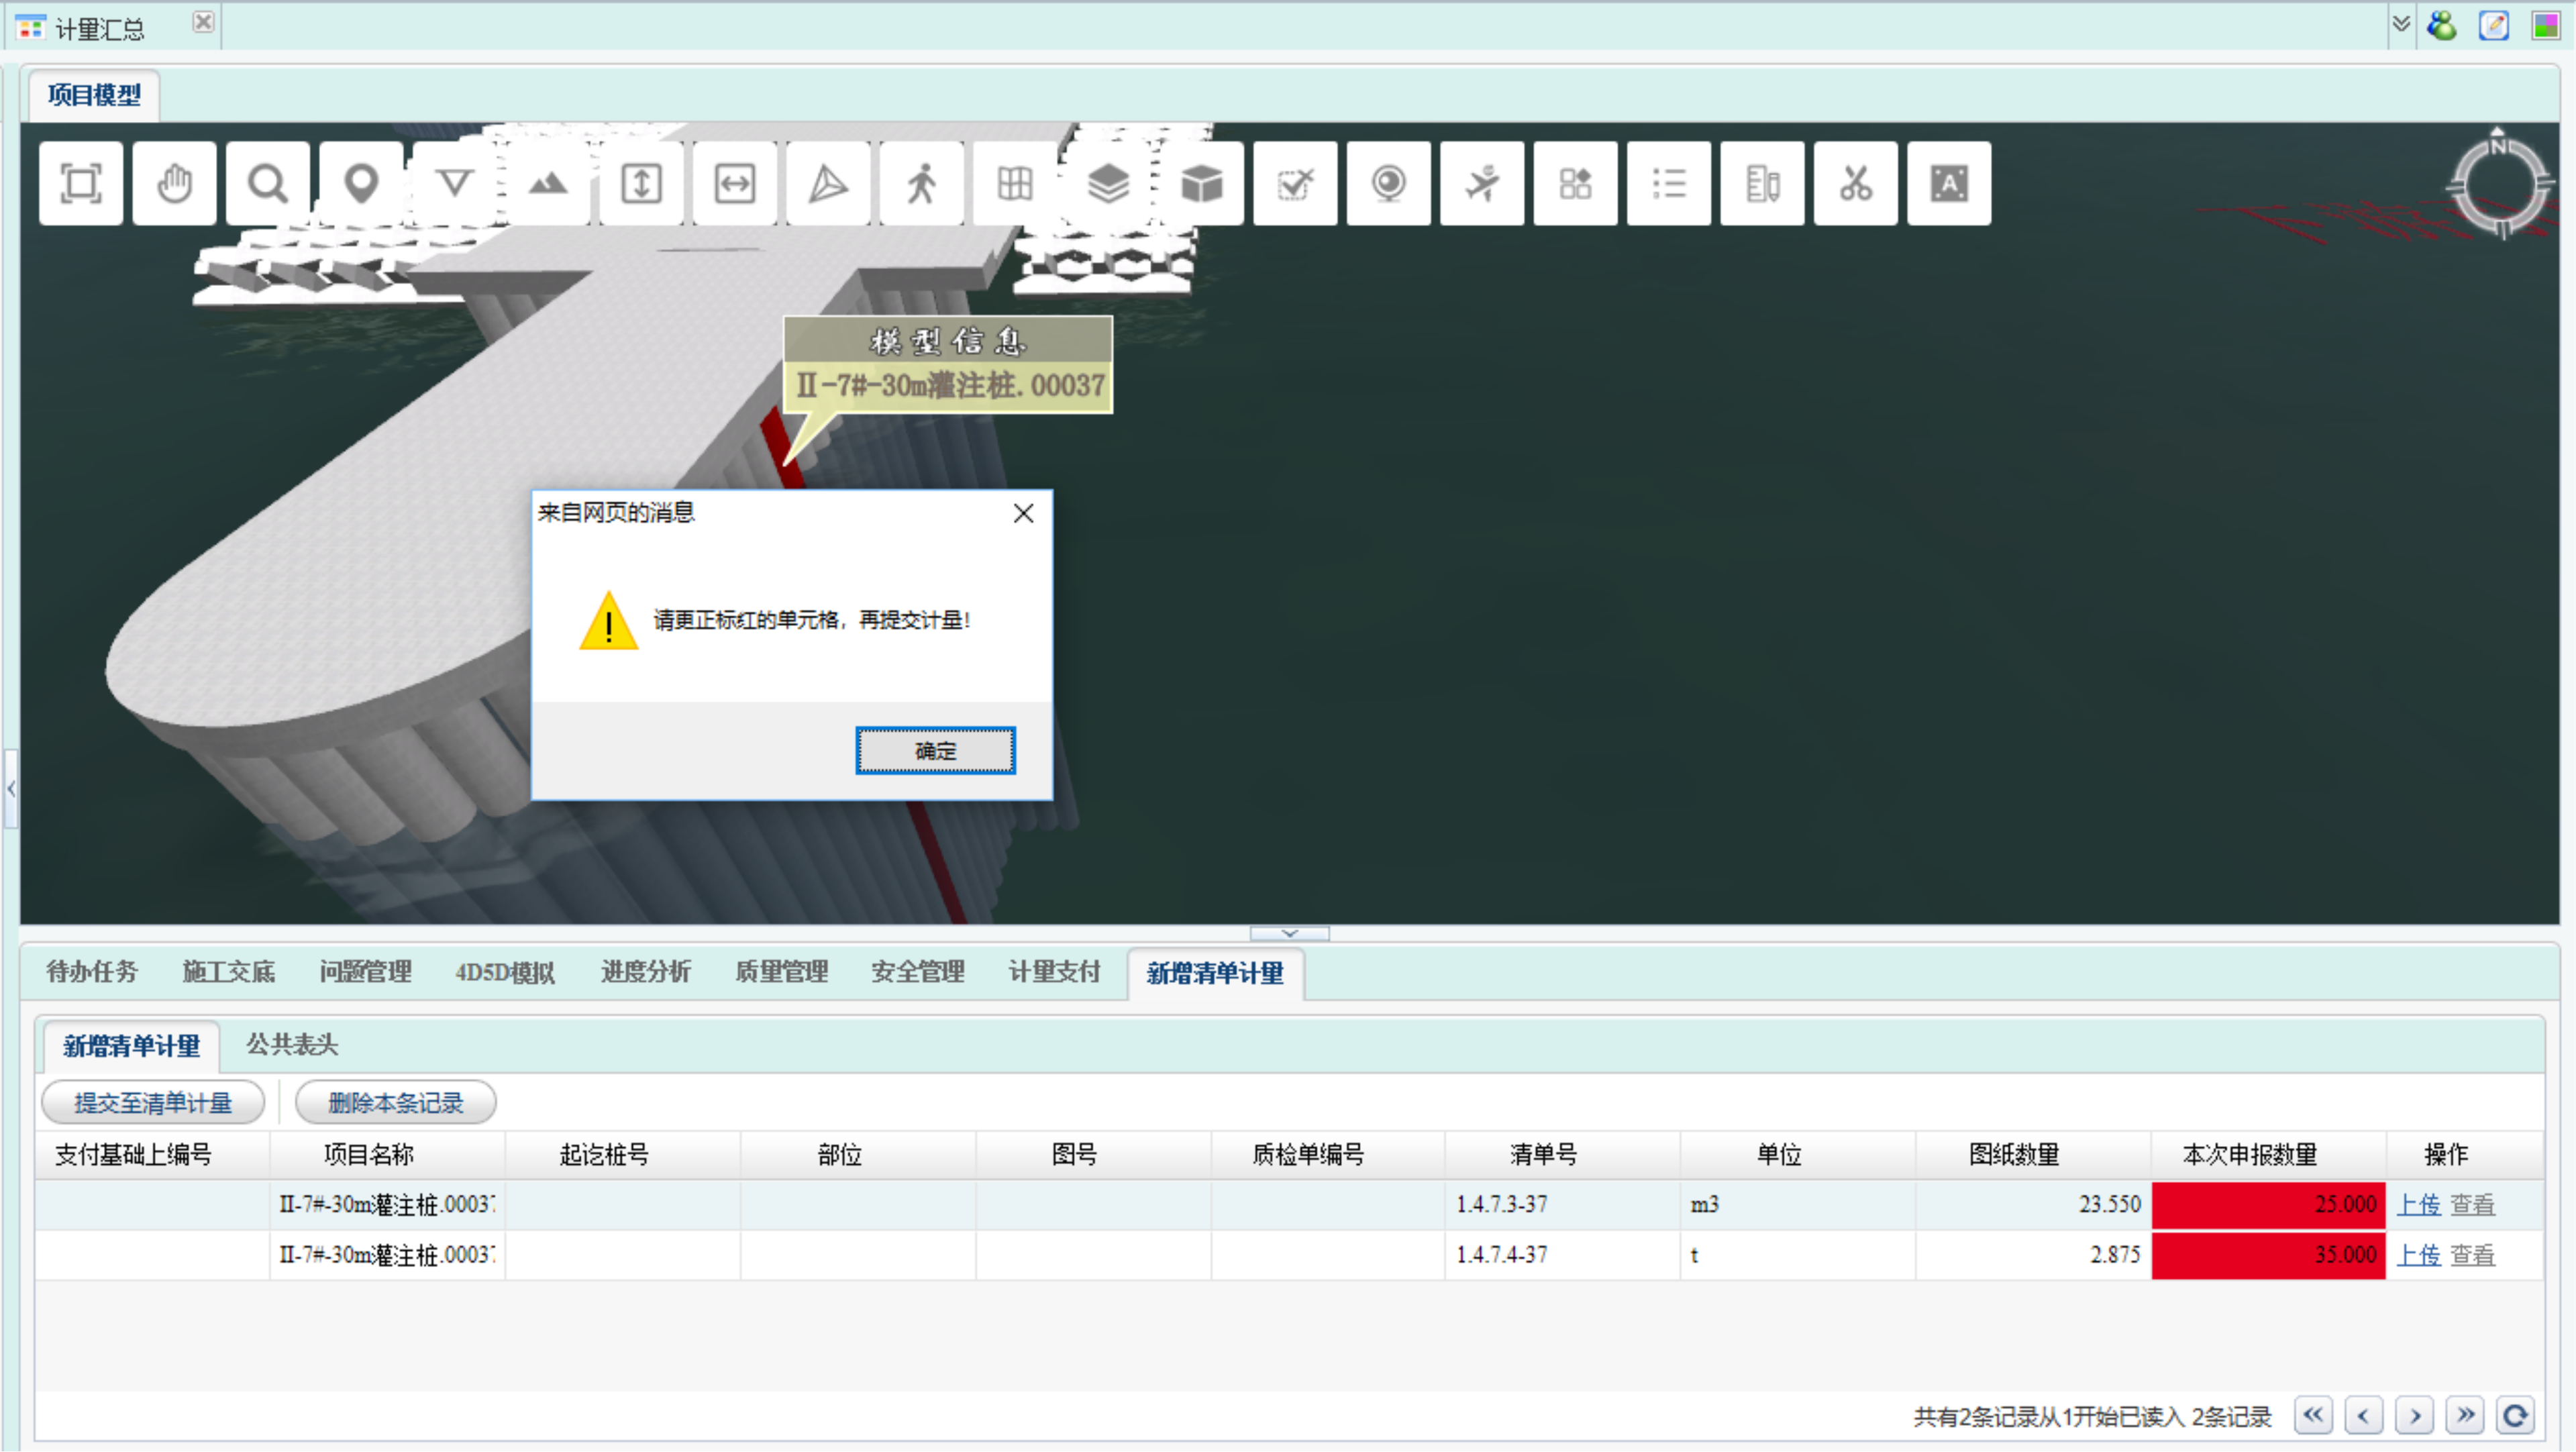 计量汇总
项目模型
N
A
模型信息
Ⅱ-7#-30m灌注桩.00037
来自网页的消息
请更正标红的单元格，再提交计量！
确定
待办任务 施工交底 问题管理 4D5D模拟 进度分析 质量管理 安全管理 计量支付 新增清单计量
新增清单计量 公共表头
提交至清单计量 删除本条记录
支付基础上编号 项目名称 起讫桩号 部位 图号 质检单编号 清单号 单位 图纸数量 本次申报数量 操作
II-7#-30m灌注桩.00037 1.4.7.3-37 m3 23.550 25.000 上传 查看
II-7#-30m灌注桩.00037 1.4.7.4-37 t 2.875 35.000 上传 查看
共有2条记录从1开始已读入 2条记录